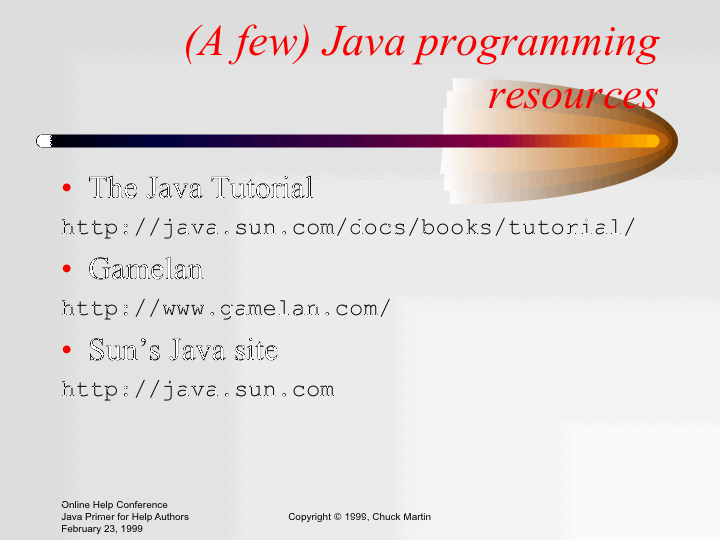 (A few) Java programming
resources
• The Java Tutorial
http://java.sun.com/docs/books/tutorial/
• Gamelan
http://www.gamelan.com/
• Sun’s Java site
http://java.sun.com
Online Help Conference
Java Primer for Help Authors
February 23, 1999
Copyright © 1999, Chuck Martin